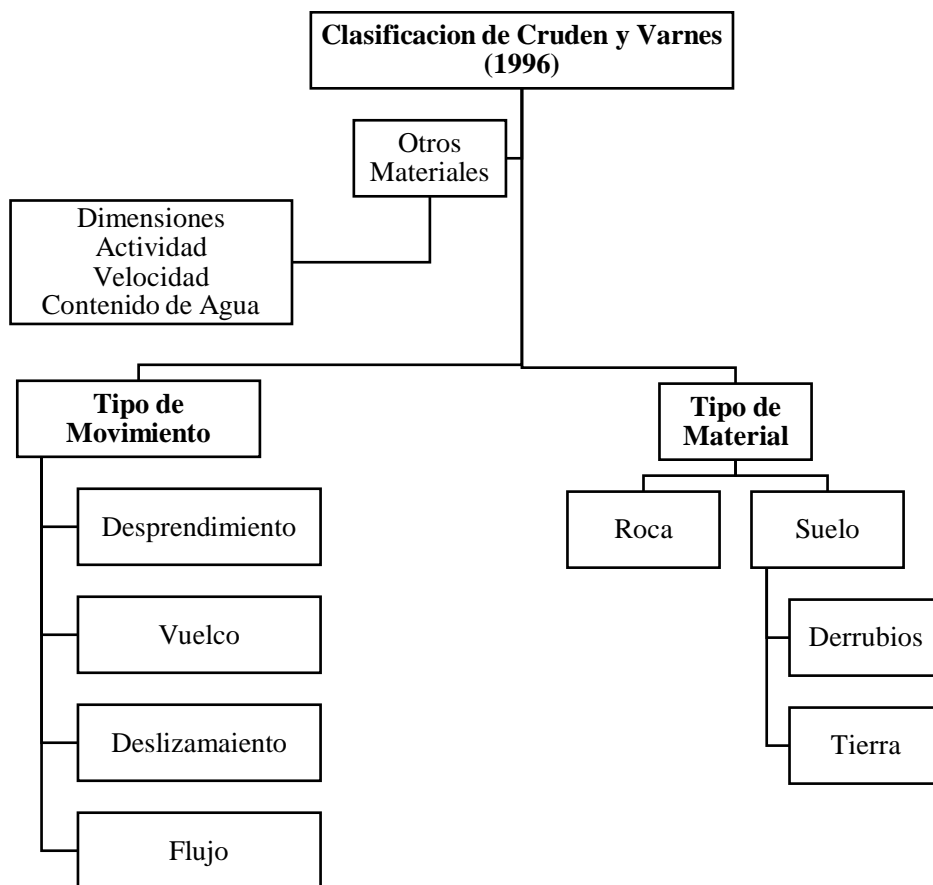 Clasificacion de Cruden y Varnes
(1996)
Otros
Materiales
Dimensiones
Actividad
Velocidad
Contenido de Agua
Tipo de
Movimiento
Desprendimiento
Vuelco
Deslizamaiento
Flujo
Tipo de
Material
Roca
Suelo
Derrubios
Tierra